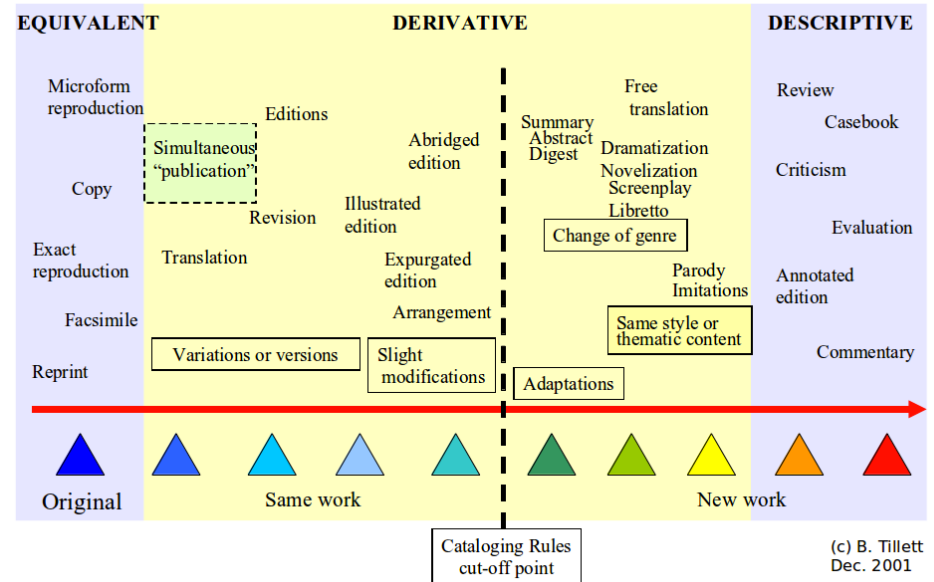 EQUIVALENT
DERIVATIVE
DESCRIPTIVE
Microform
reproduction
Copy
Exact
reproduction
Facsimile
Reprint
Simultaneous
“publication”
Editions
Revision
Translation
Abridged
edition
Illustrated
edition
Expurgated
edition
Arrangement
Variations or versions
Slight
modifications
Free
translation
Summary
Abstract
Digest
Dramatization
Novelization
Screenplay
Libretto
Change of genre
Parody
Imitations
Same style or
thematic content
Adaptations
Review
Casebook
Criticism
Evaluation
Annotated
edition
Commentary
Original
Same work
New work
Cataloging Rules
cut-off point
(c) B. Tillett
Dec. 2001